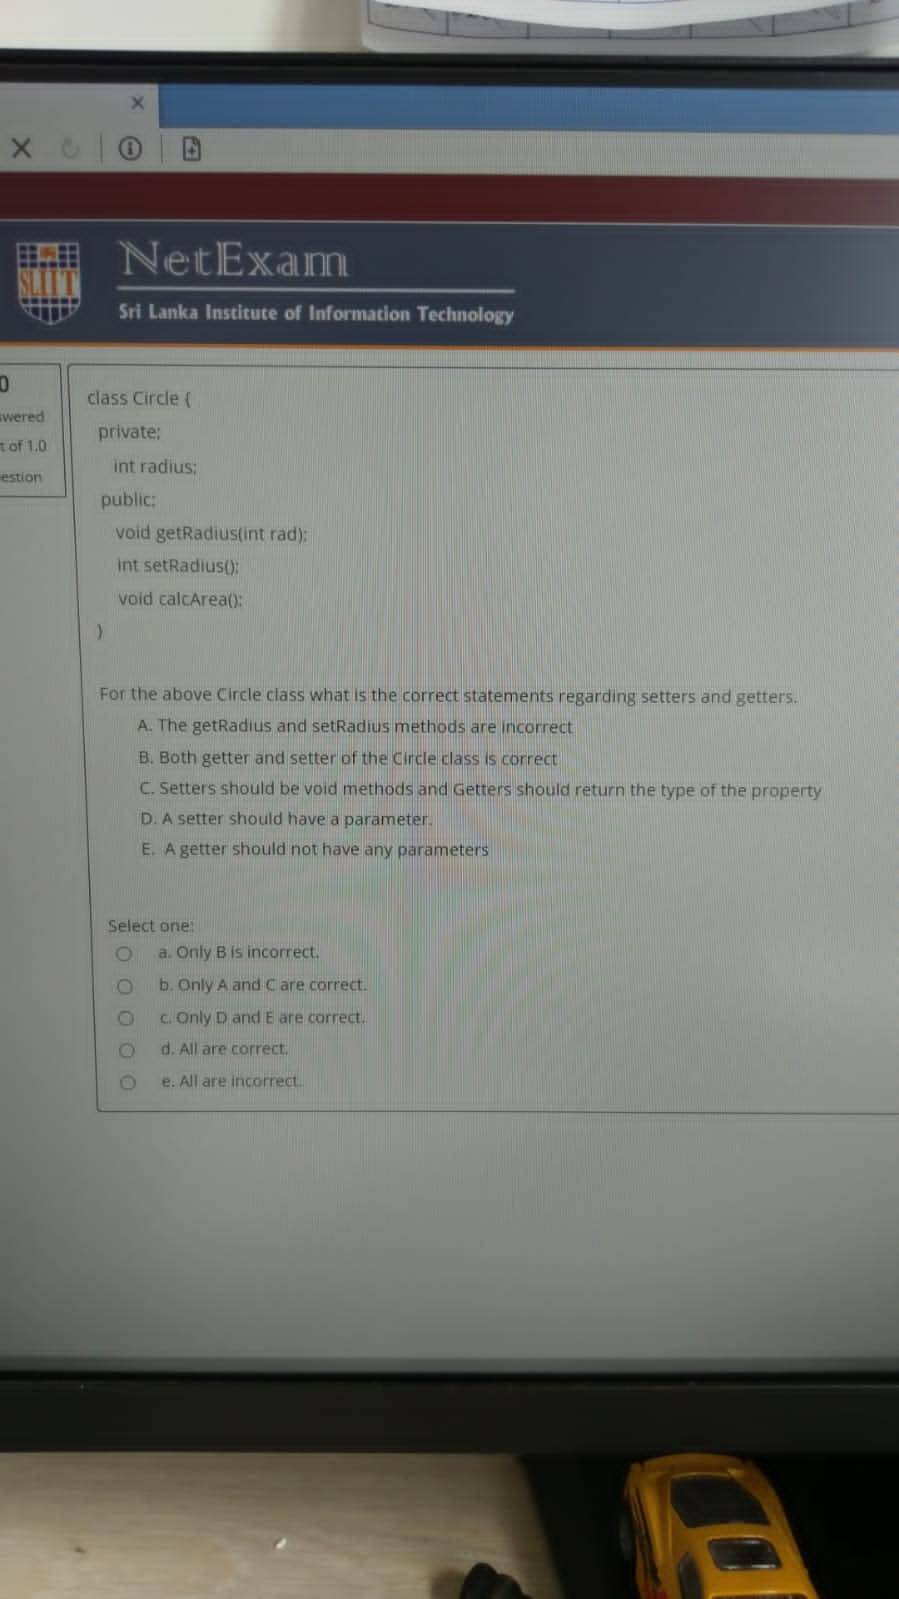 NetExam
SLIIT
Sri Lanka Institute of Information Technology
0
wered
t of 1.0
estion
class Circle {
private:
int radius;
public:
void getRadius(int rad);
int setRadius();
void calcArea();
}
For the above Circle class what is the correct statements regarding setters and getters.
A. The getRadius and setRadius methods are incorrect
B. Both getter and setter of the Circle class is correct
C. Setters should be void methods and Getters should return the type of the property
D. A setter should have a parameter.
E. A getter should not have any parameters
Select one:
a. Only B is incorrect.
b. Only A and C are correct.
c. Only D and E are correct.
d. All are correct.
e. All are incorrect.